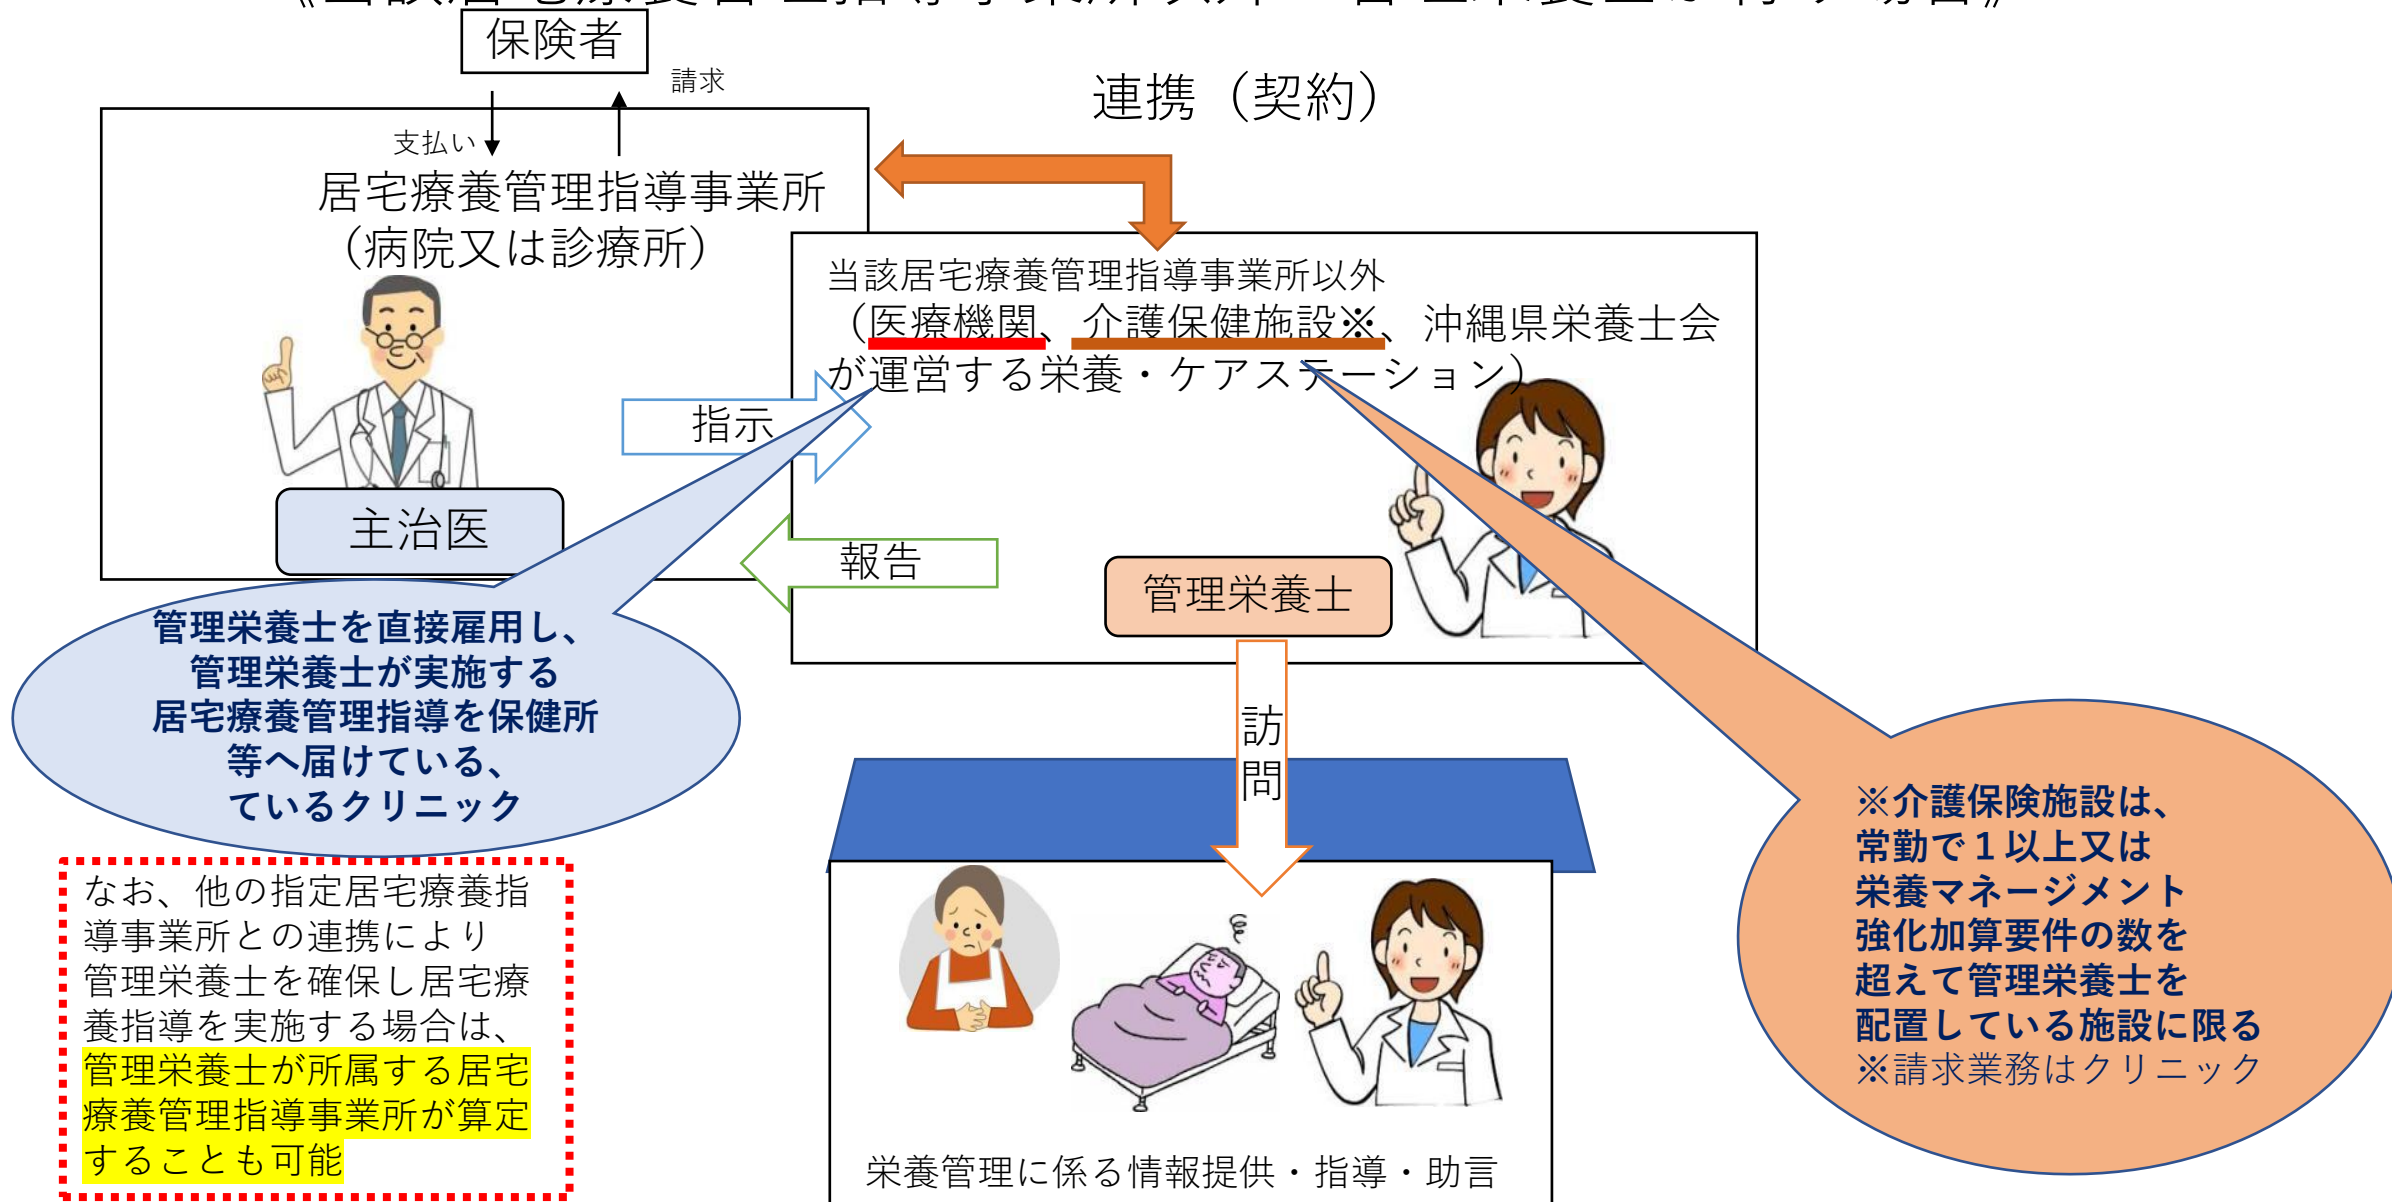 保険者
請求
支払い
連携（契約）
居宅療養管理指導事業所
（病院又は診療所）
当該居宅療養管理指導事業所以外
（医療機関、介護保健施設※、沖縄県栄養士会
が運営する栄養・ケアステーション）
指示
主治医
報告
管理栄養士
訪
問
管理栄養士を直接雇用し、
管理栄養士が実施する
居宅療養管理指導を保健所
等へ届けている、
ているクリニック
※介護保険施設は、
常勤で１以上又は
栄養マネージメント
強化加算要件の数を
超えて管理栄養士を
配置している施設に限る
※請求業務はクリニック
なお、他の指定居宅療養指
導事業所との連携により
管理栄養士を確保し居宅療
養指導を実施する場合は、
管理栄養士が所属する居宅
療養管理指導事業所が算定
することも可能
栄養管理に係る情報提供・指導・助言